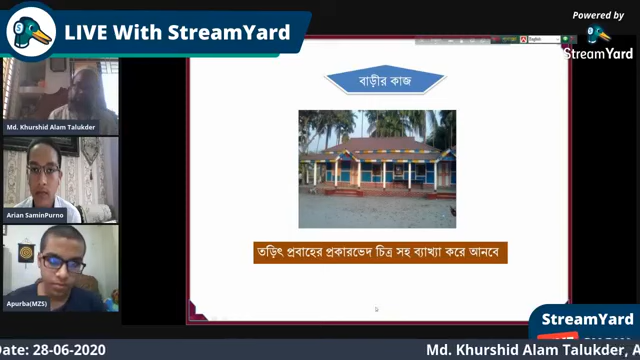 LIVE With StreamYard
Powered by
StreamYard
English
বাড়ীর কাজ
Md. Khurshid Alam Talukder
Arian SaminPurno
Apurba(MZS)
তড়িৎ প্রবাহের প্রকারভেদ চিত্র সহ ব্যাখ্যা করে আনবে
StreamYard
Date: 28-06-2020
Md. Khurshid Alam Talukder, A